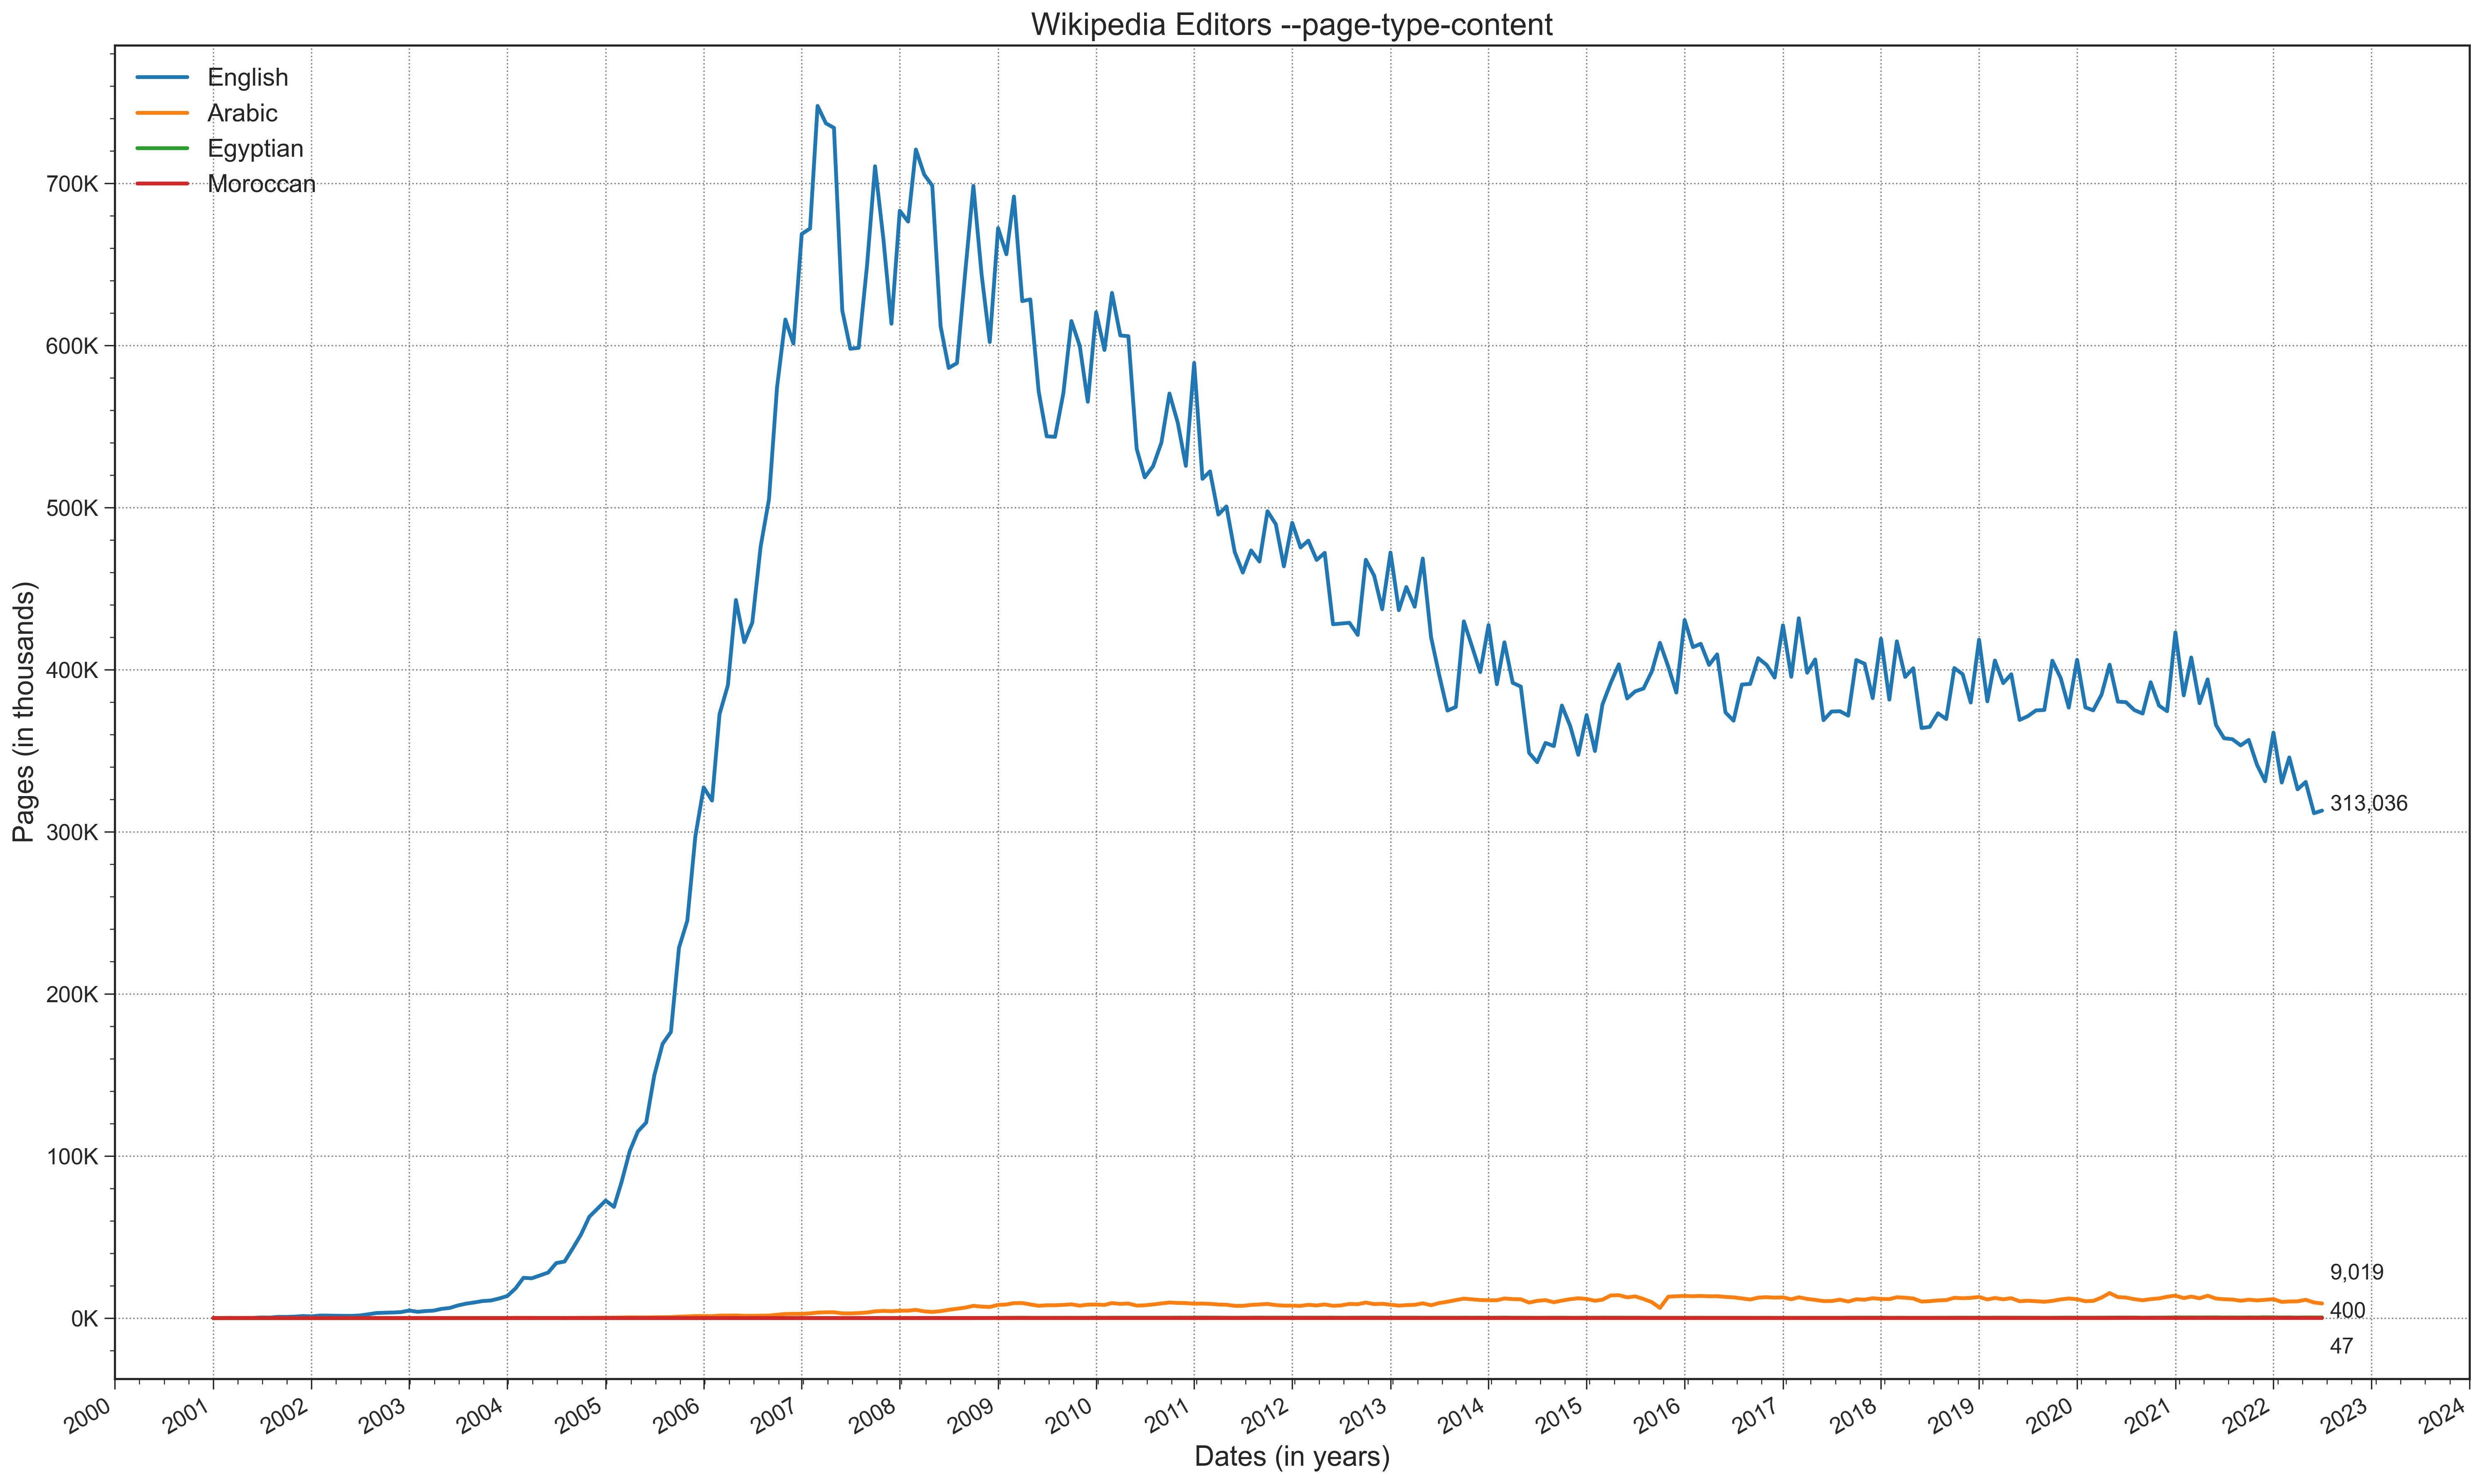 Wikipedia Editors --page-type-content
English
Arabic
Egyptian
Moroccan
Pages (in thousands)
700K
600K
500K
400K
300K
200K
100K
0K
313,036
9,019
400
47
2000 2001 2002 2003 2004 2005 2006 2007 2008 2009 2010 2011 2012 2013 2014 2015 2016 2017 2018 2019 2020 2021 2022 2023 2024
Dates (in years)